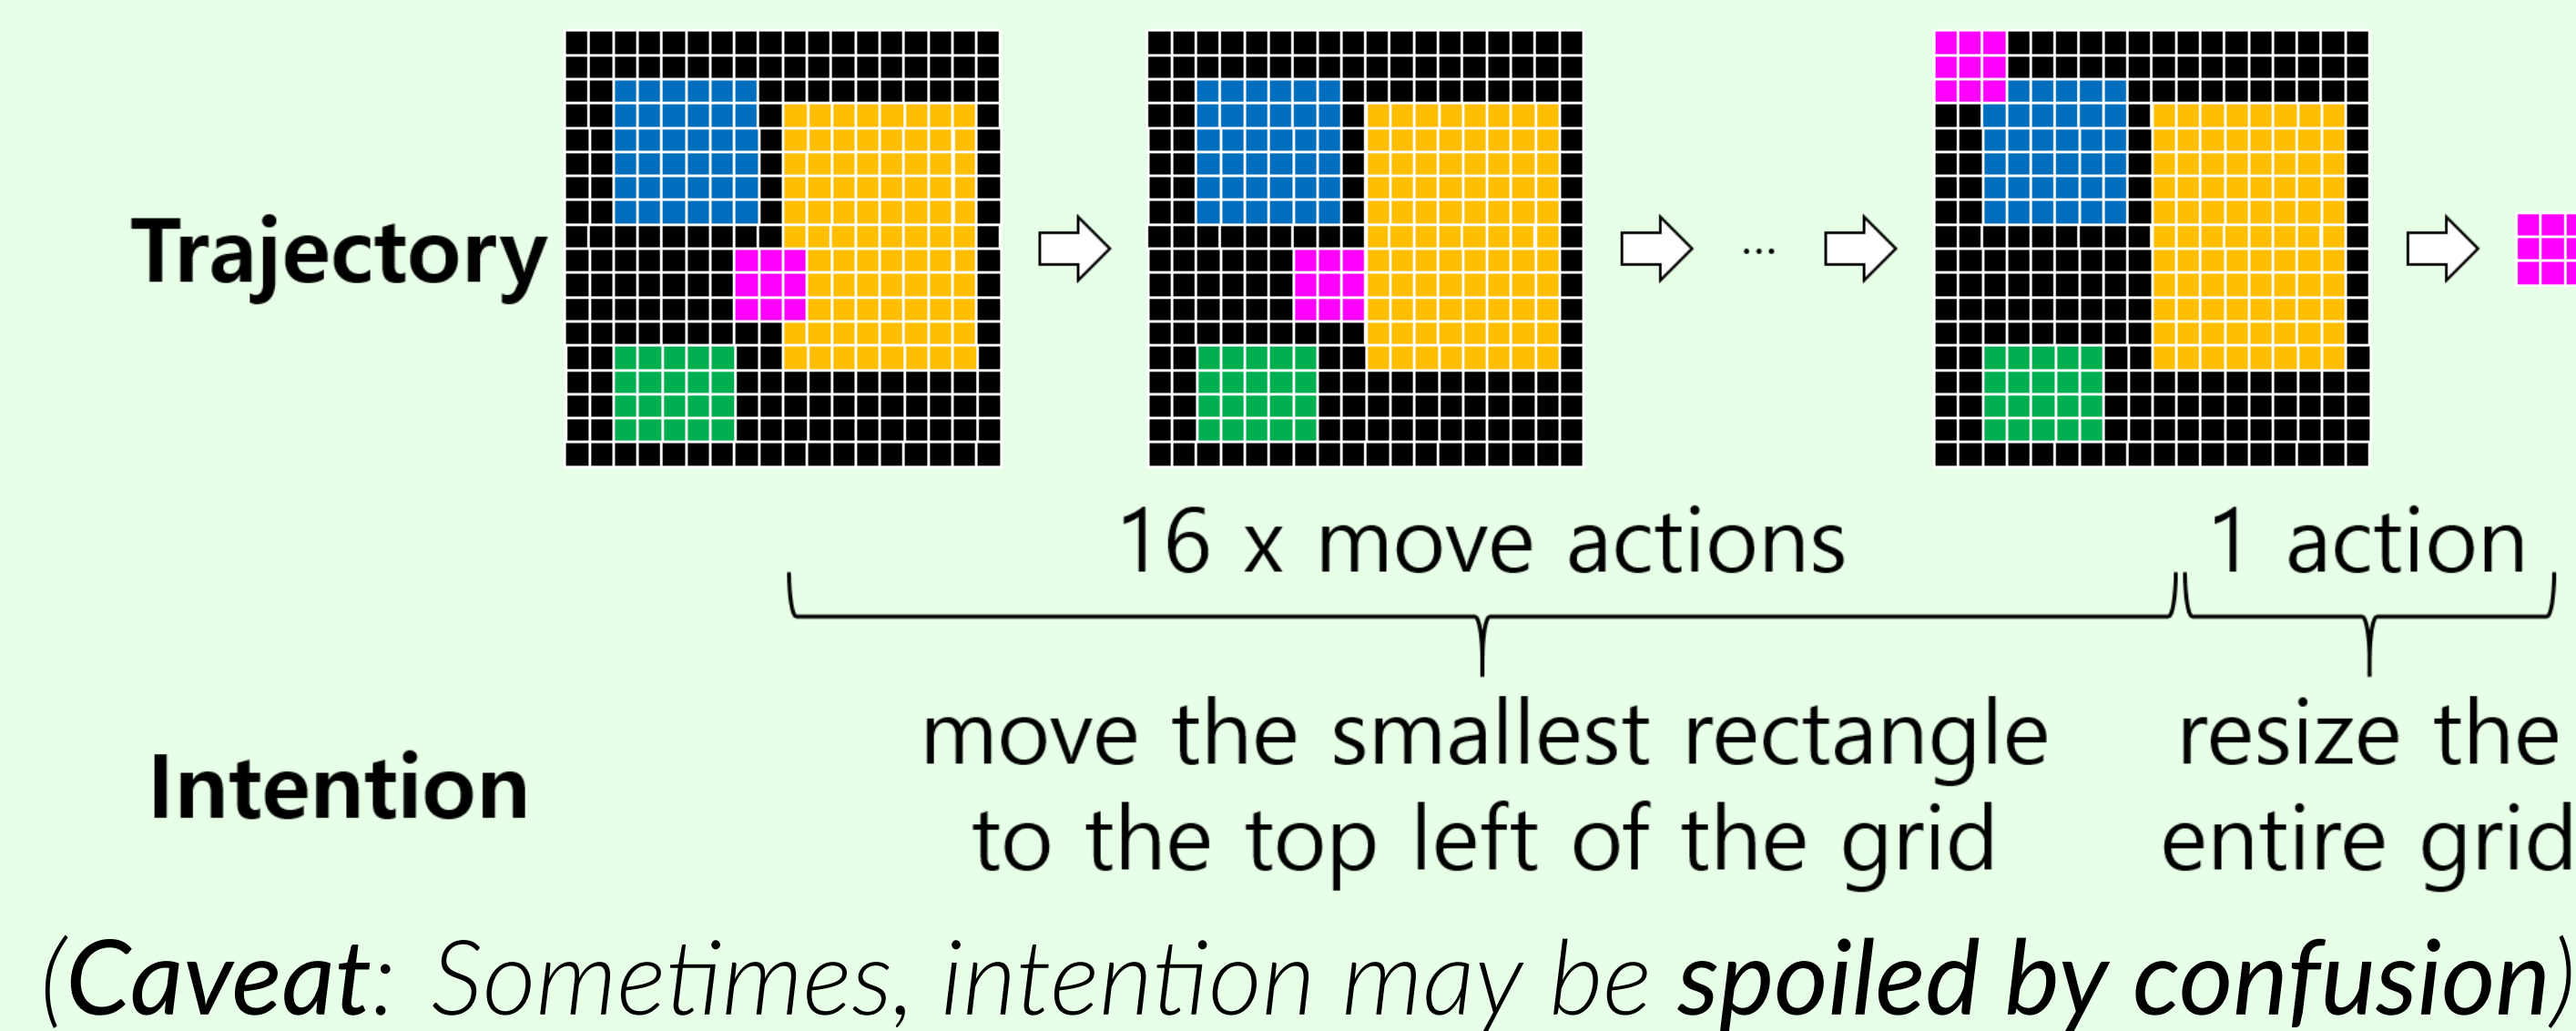 Trajectory
...
16 x move actions
1 action
Intention
move the smallest rectangle
to the top left of the grid
resize the
entire grid
(Caveat: Sometimes, intention may be spoiled by confusion)